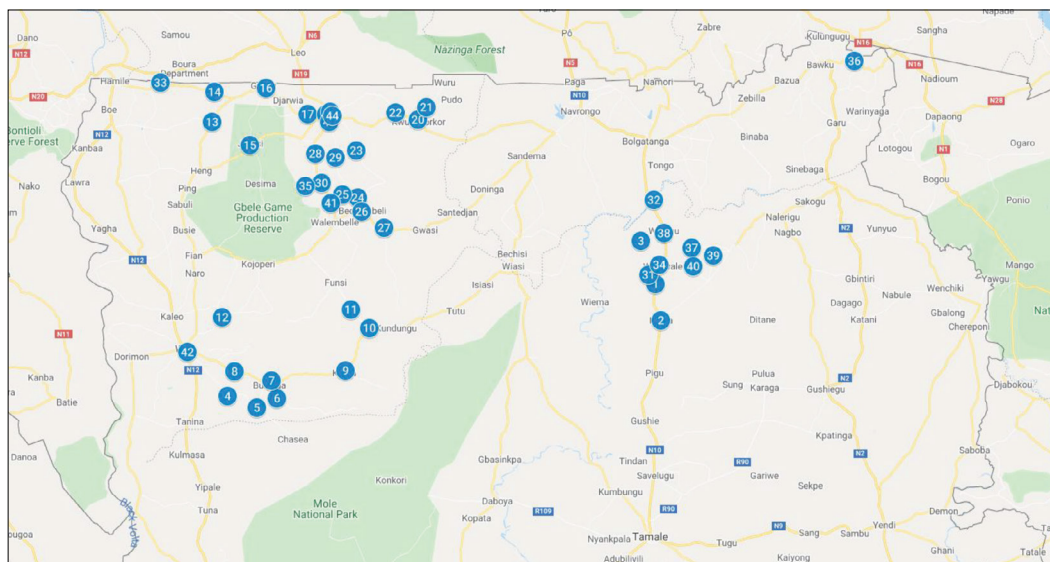 Dano
N12
Samou
N6
Leo
Nazinga Forest
Pô
Zabre
Kulungugu
Sangha
N16
36
Bawku
N16
Boura
Department
N19
N5
Hamile
33
N20
14
16
Wuru
Paga
Namori
Bazua
Nadioum
Djarwia
Pudo
N10
Zebilla
N28
Boe
17
44
22
21
20
Navrongo
Warinyaga
Dapaong
Bontioli
13
Garu
N12
Binaba
Kanbaa
15
Bolgatanga
Lotogou
N1
Ogaro
28
29
23
Sandema
Tongo
Sinebaga
Heng
Bogou
Nako
Lawra
Ping
Desima
35
30
Doninga
Ponio
Sabuli
25
24
32
Sakogu
Gbele Game
Production
Reserve
41
26
Walembelle
Santedjan
Nalerigu
N2
Yunyuo
Yagha
Busie
27
Gwasi
38
Nagbo
3
37
Fian
Bechisi
39
N12
Kojoperi
Wiasi
34
40
Mango
Naro
31
Gbintiri
Yawgu
Funsi
Isiasi
1
Wenchiki
11
Wiema
Dagago
Nabule
Kaleo
12
Tutu
2
Ditane
Katani
Gbalong
Chereponi
N11
10
Kundungu
Dorimon
42
N12
8
9
Pigu
Pulua
Kanba
7
Sung
Karaga
Gushiegu
N2
Djabokou
Batie
4
6
5
Tanina
Gushie
Chasea
Kpatinga
N10
N2
Saboba
Danoa
Kulmasa
Gbasinkpa
Tindan
R90
Savelugu
Gariwe
Konkori
Yipale
Kumbungu
Sekpe
Mole
National Park
Daboya
Tuna
Black Volta
Kopata
R109
R90
Demon
Yendi
N9
Sang
Sambu
Nyankpala
Tamale
Tugu
Ghani
Tatale
Adubiyili
Kaiyong